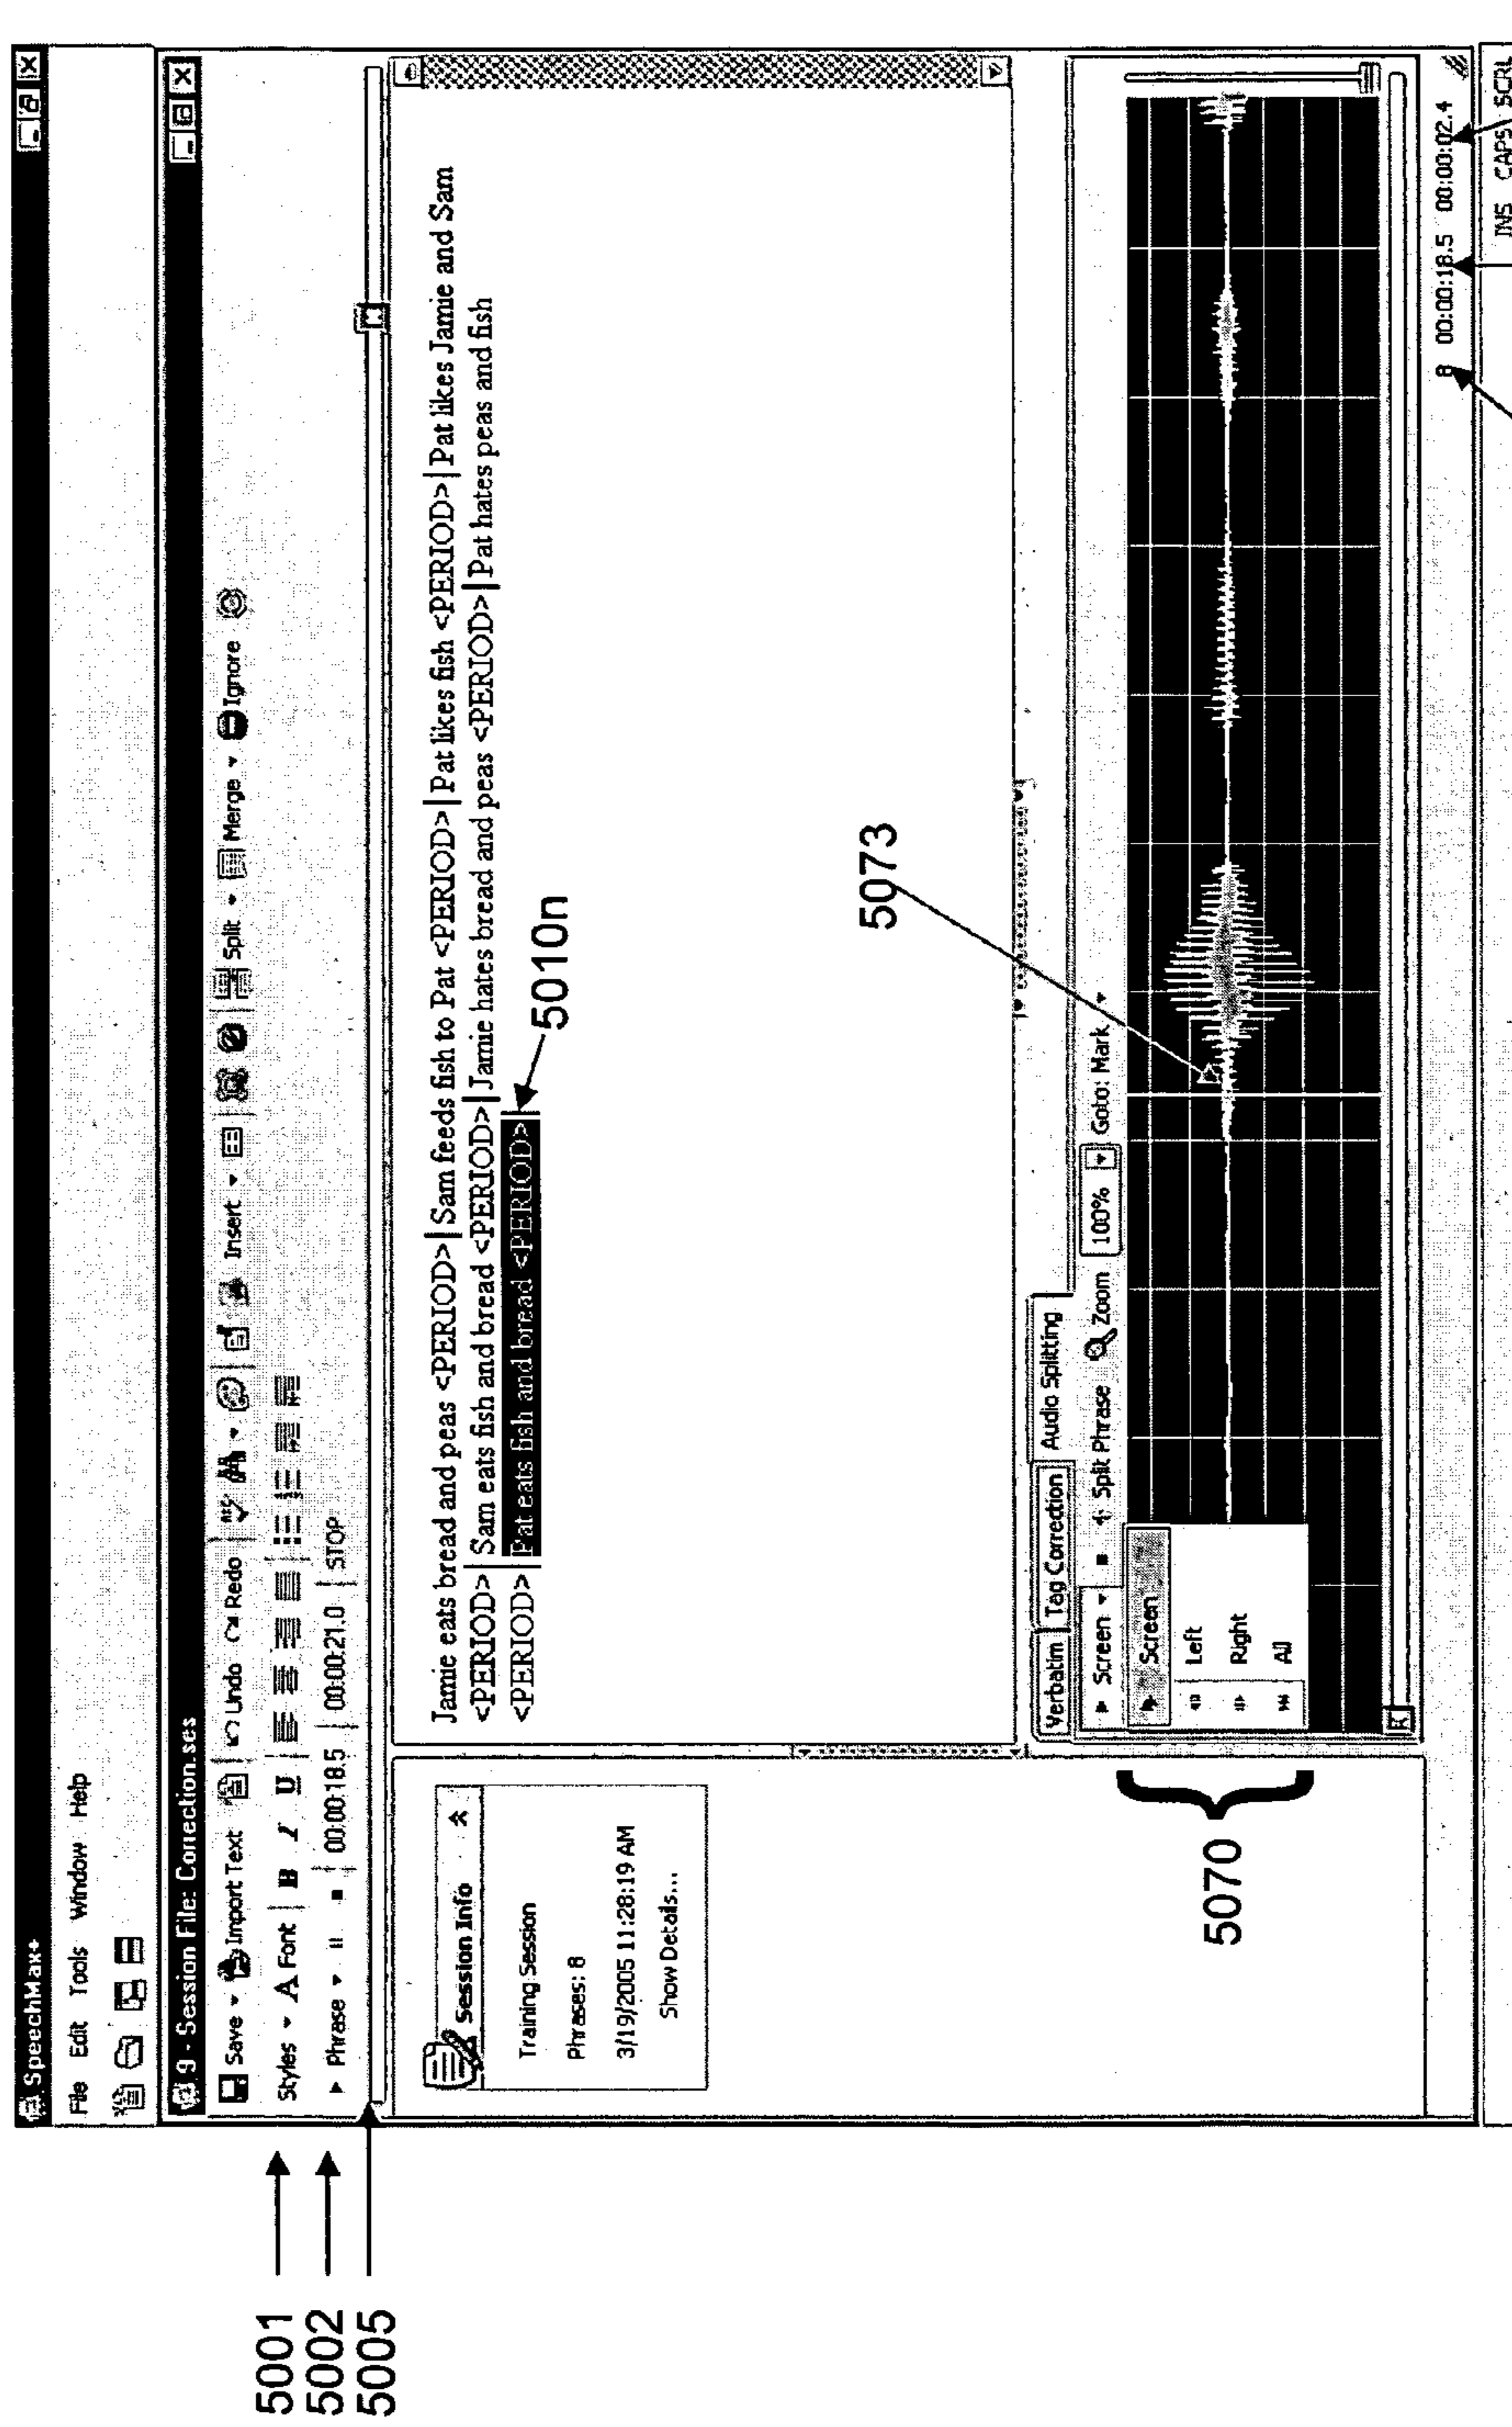 SpeechMax+
File Edit Tools Window Help
9 - Session File: Conection.ses
Save Import Text Undo Redo Insert Split Merge Ignore
5001
Styles A Font B I U
5002
Phrase 00:00:18.5 00:00:21.0 STOP
5005
Session Info
Training Session
Phrases: 8
3/19/2005 11:28:19 AM
Show Details...
Jamie eats bread and peas <PERIOD>|Sam feeds fish to Pat <PERIOD>|Pat likes fish <PERIOD>|Pat likes Jamie and Sam
<PERIOD>|Sam eats fish and bread <PERIOD>|Jamie hates bread and peas <PERIOD>|Pat hates peas and fish
<PERIOD>|Pat eats fish and bread <PERIOD>|
5010n
5073
Verbatim Tag Correction Audio Splitting
Screen Split Phrase Zoom 100% Goto: Mark
5070
Screen
Left
Right
All
8 00:00:18.5 00:00:02.4
INS CAPS SCRL